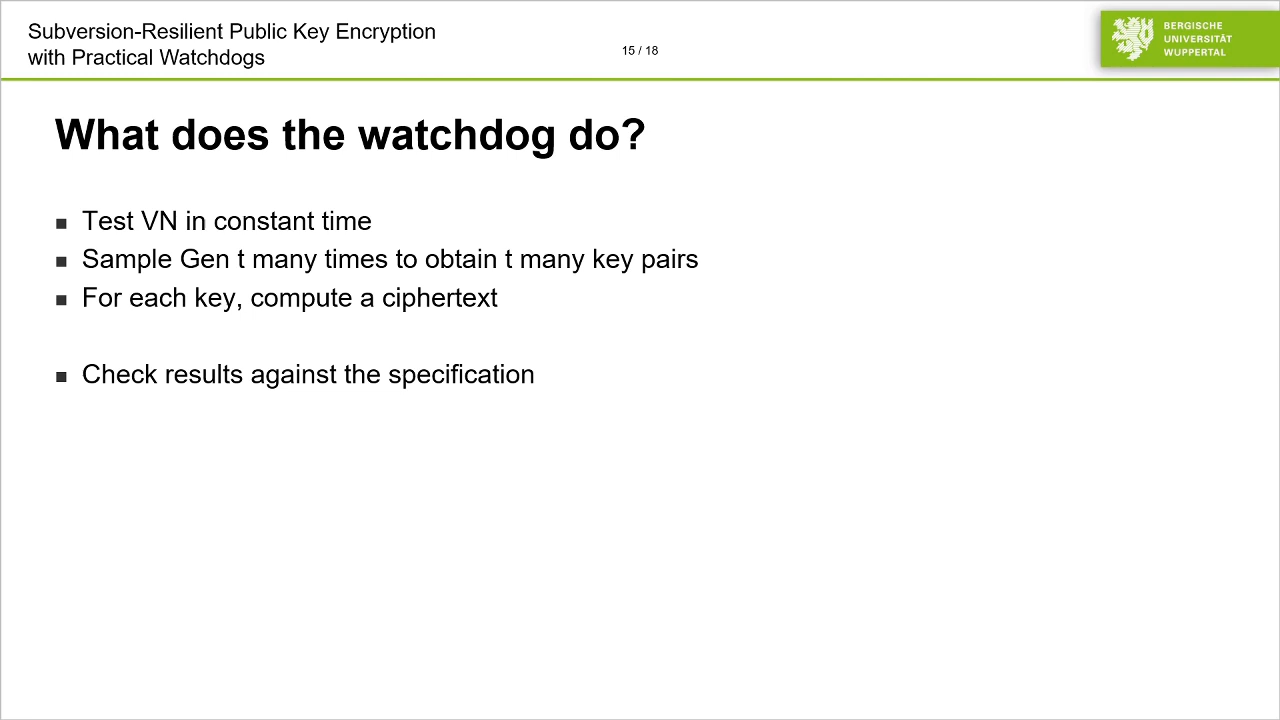 Subversion-Resilient Public Key Encryption
with Practical Watchdogs
15 / 18
BERGISCHE
UNIVERSITÄT
WUPPERTAL
What does the watchdog do?
Test VN in constant time
Sample Gen t many times to obtain t many key pairs
For each key, compute a ciphertext
Check results against the specification